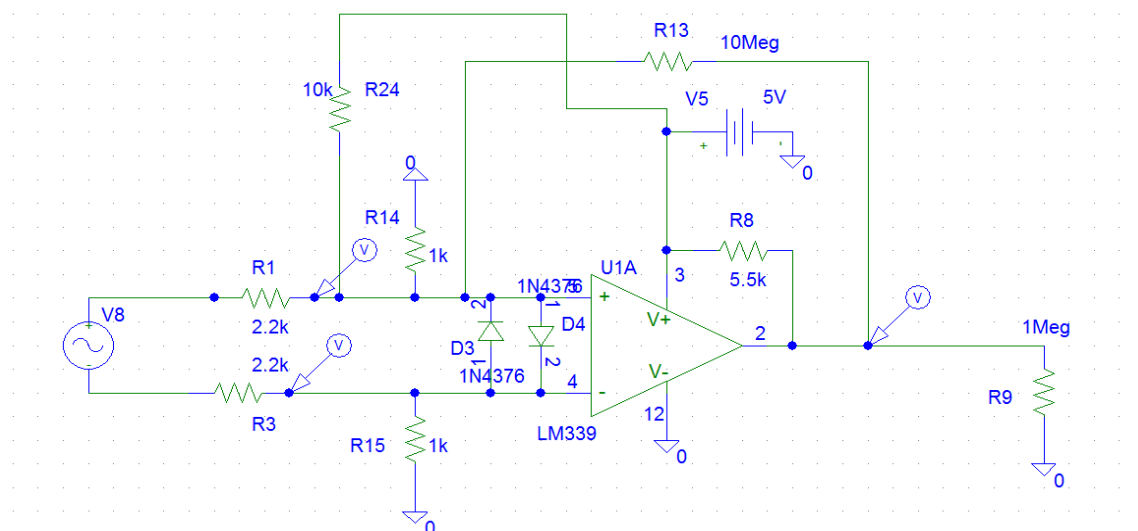 R13
10Meg
10k
R24
V5
5V
+
-
0
0
R14
1k
V
R8
5.5k
U1A
3
1N4376
5
R1
2.2k
V8
+
-
2
1
+
V+
D4
D3
V
2
V
1Meg
2.2k
1
2
1N4376
4
-
V-
R3
12
R9
R15
1k
LM339
0
0
0